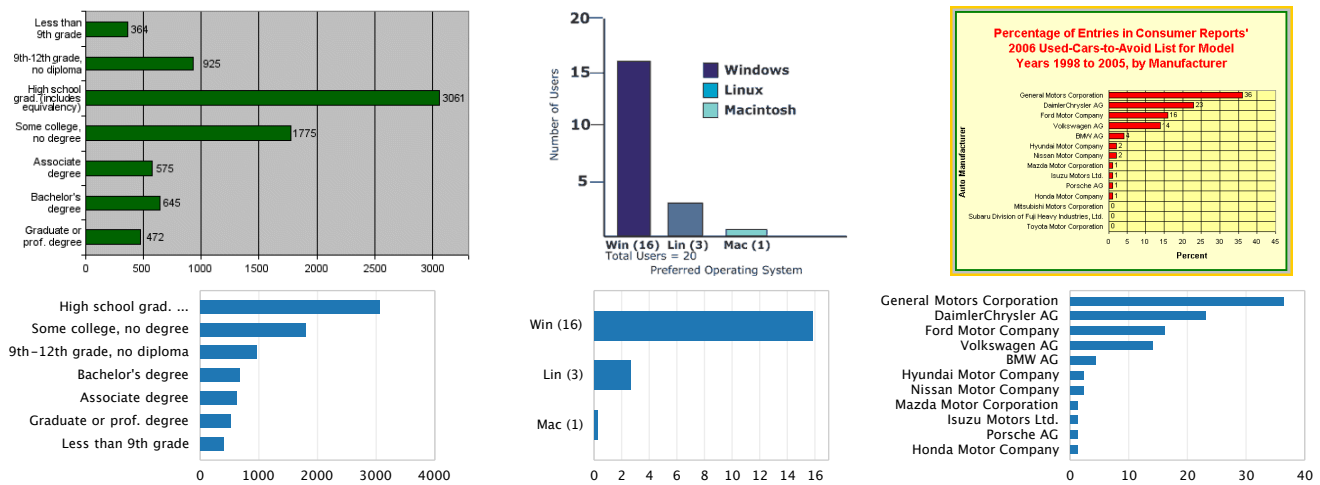 Less than
9th grade
364
9th-12th grade,
no diploma
925
High school
grad. (includes
equivalency)
3061
Some college,
no degree
1775
Associate
degree
575
Bachelor's
degree
645
Graduate or
prof. degree
472
0 500 1000 1500 2000 2500 3000
20
15
10
5
Number of Users
Windows
Linux
Macintosh
Win (16) Lin (3) Mac (1)
Total Users = 20
Preferred Operating System
Percentage of Entries in Consumer Reports'
2006 Used-Cars-to-Avoid List for Model
Years 1998 to 2005, by Manufacturer
Auto Manufacturer
General Motors Corporation 36
DaimlerChrysler AG 23
Ford Motor Company 16
Volkswagen AG 14
BMW AG 4
Hyundai Motor Company 2
Nissan Motor Company 2
Mazda Motor Corporation 1
Isuzu Motors Ltd. 1
Porsche AG 1
Honda Motor Company 1
Mitsubishi Motors Corporation 0
Subaru Division of Fuji Heavy Industries, Ltd. 0
Toyota Motor Corporation 0
0 5 10 15 20 25 30 35 40 45
Percent
High school grad. ...
Some college, no degree
9th-12th grade, no diploma
Bachelor's degree
Associate degree
Graduate or prof. degree
Less than 9th grade
0 1000 2000 3000 4000
Win (16)
Lin (3)
Mac (1)
0 2 4 6 8 10 12 14 16
General Motors Corporation
DaimlerChrysler AG
Ford Motor Company
Volkswagen AG
BMW AG
Hyundai Motor Company
Nissan Motor Company
Mazda Motor Corporation
Isuzu Motors Ltd.
Porsche AG
Honda Motor Company
0 10 20 30 40